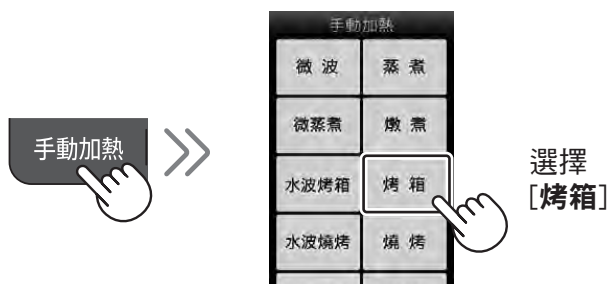 手動加熱
手動加熱
微波 蒸煮
微蒸煮 燉煮
水波烤箱 烤箱
水波燒烤 燒烤
選擇
[烤箱]